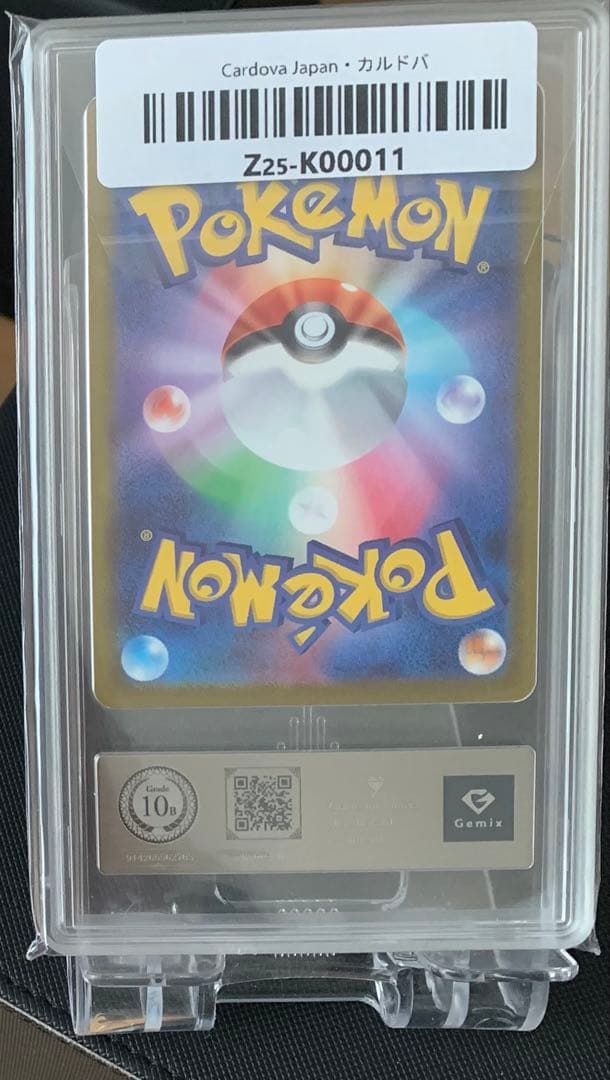 Cardova Japan・カルドバ
Z25-K00011
POKéMON
®
®
POKéMON
Grade
10B
Gemix